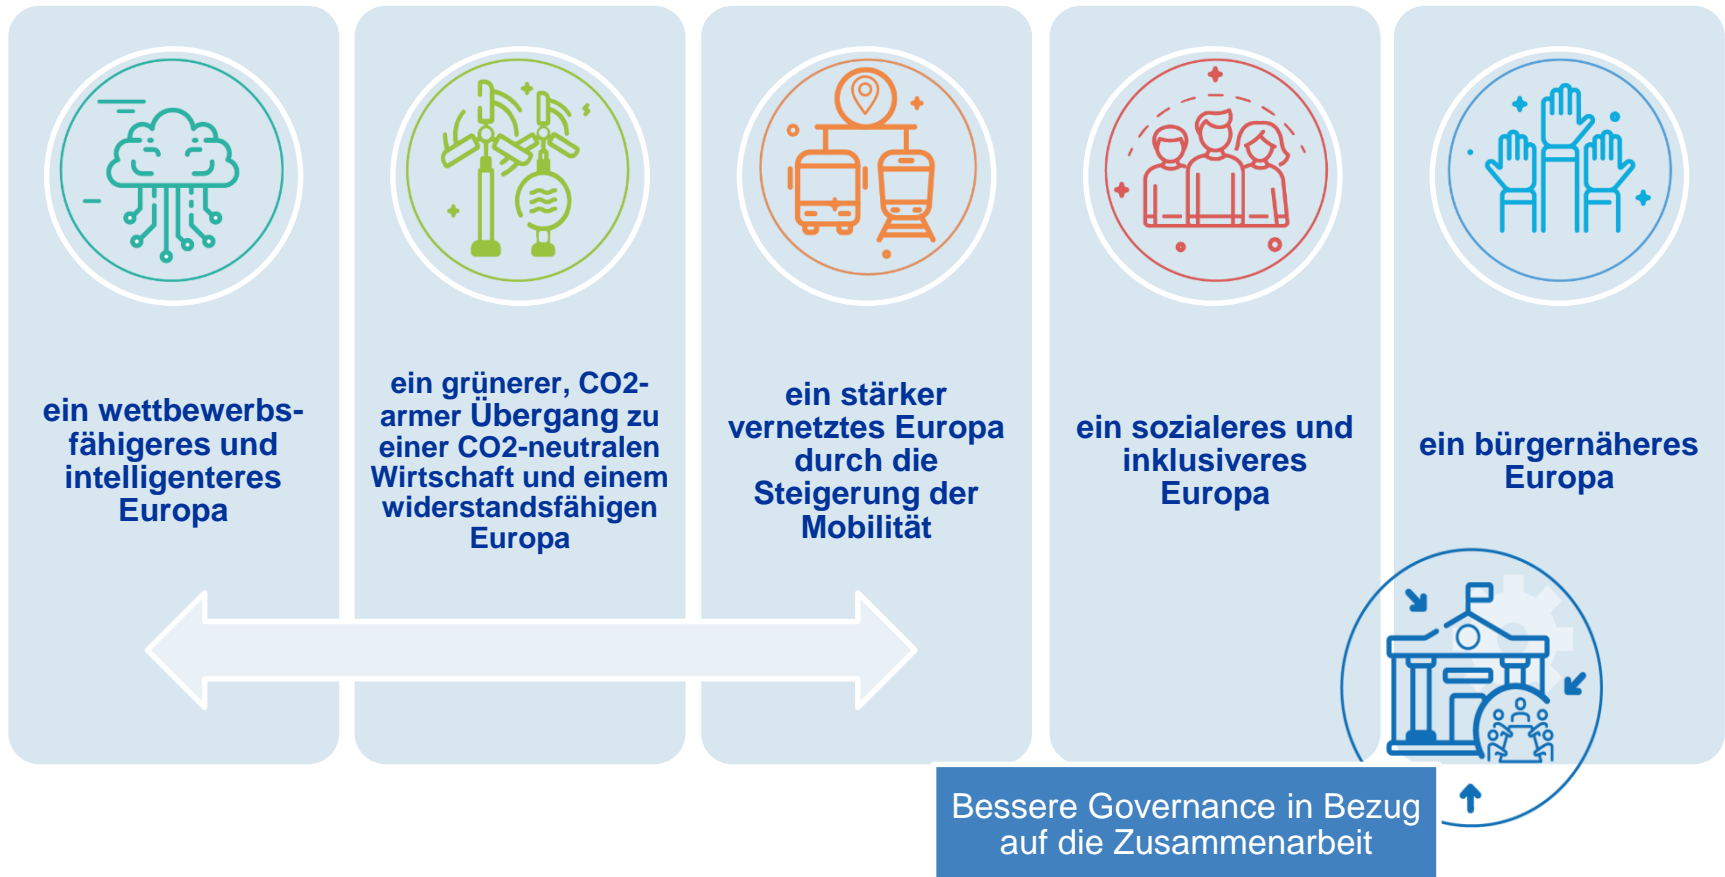 ein wettbewerbs-
fähigeres und
intelligenteres
Europa
ein grünerer, CO2-
armer Übergang zu
einer CO2-neutralen
Wirtschaft und einem
widerstandsfähigen
Europa
ein stärker
vernetztes Europa
durch die
Steigerung der
Mobilität
ein sozialeres und
inklusiveres
Europa
ein bürgernäheres
Europa
Bessere Governance in Bezug
auf die Zusammenarbeit